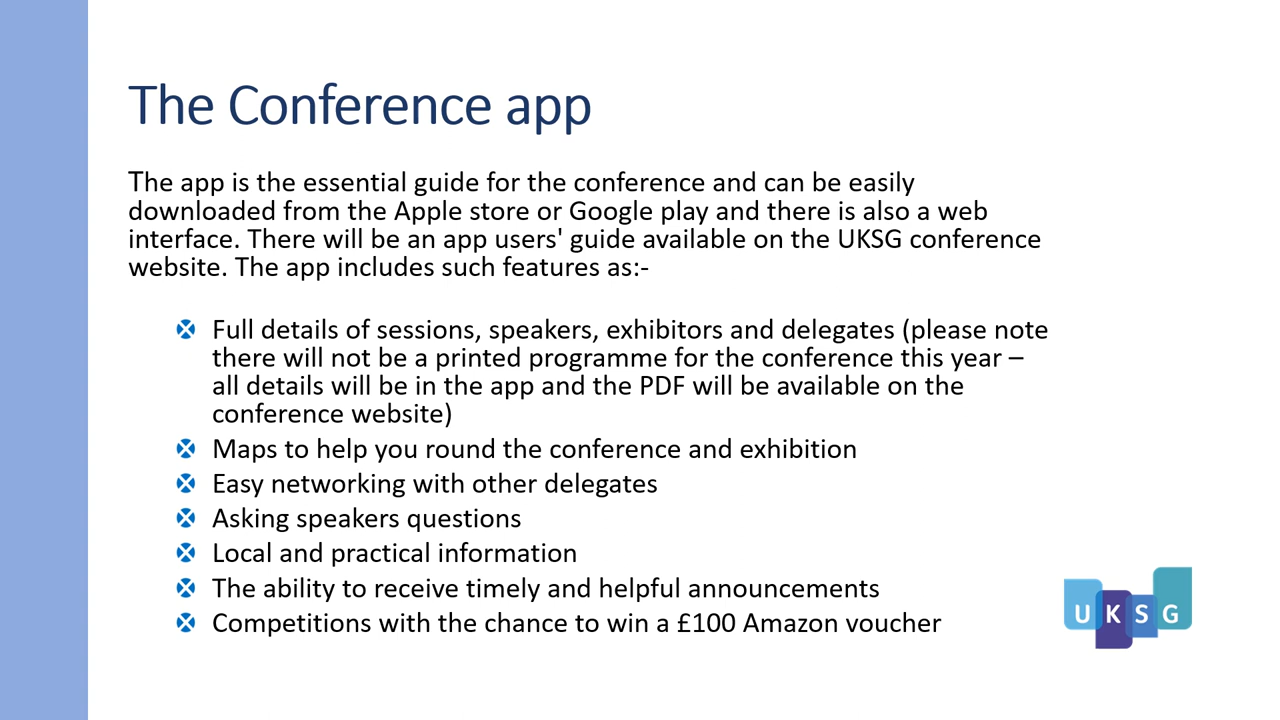 The Conference app
The app is the essential guide for the conference and can be easily
downloaded from the Apple store or Google play and there is also a web
interface. There will be an app users' guide available on the UKSG conference
website. The app includes such features as:-
Full details of sessions, speakers, exhibitors and delegates (please note
there will not be a printed programme for the conference this year –
all details will be in the app and the PDF will be available on the
conference website)
Maps to help you round the conference and exhibition
Easy networking with other delegates
Asking speakers questions
Local and practical information
The ability to receive timely and helpful announcements
Competitions with the chance to win a £100 Amazon voucher
UKSG